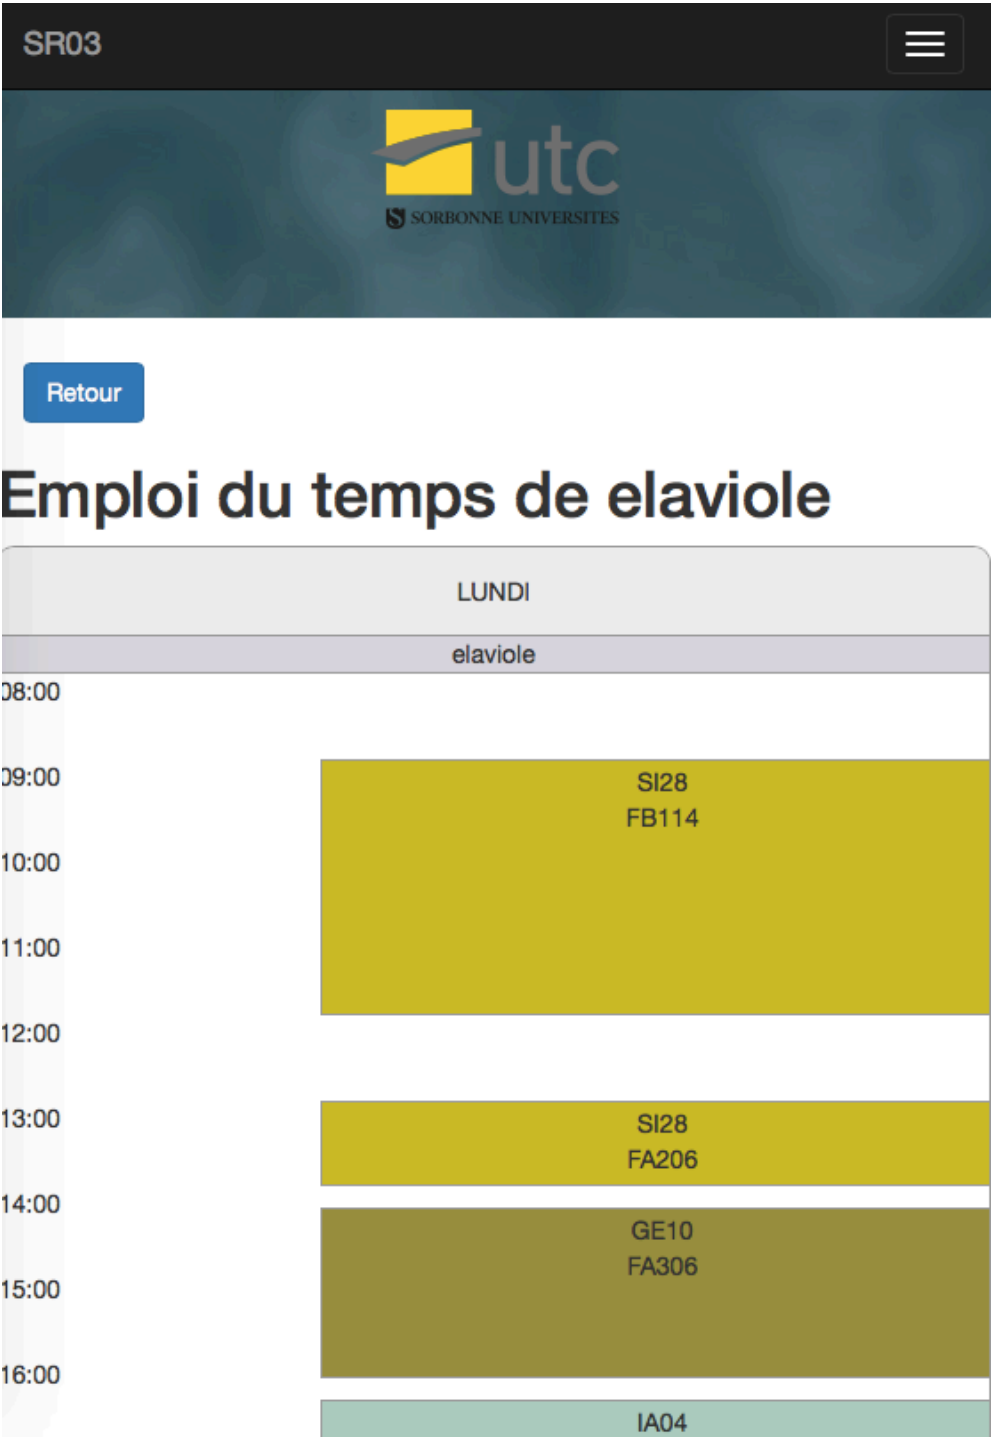 SR03
utc
SORBONNE UNIVERSITES
Retour
Emploi du temps de elaviole
LUNDI
elaviole
08:00
09:00
SI28
FB114
10:00
11:00
12:00
13:00
SI28
FA206
14:00
GE10
FA306
15:00
16:00
IA04